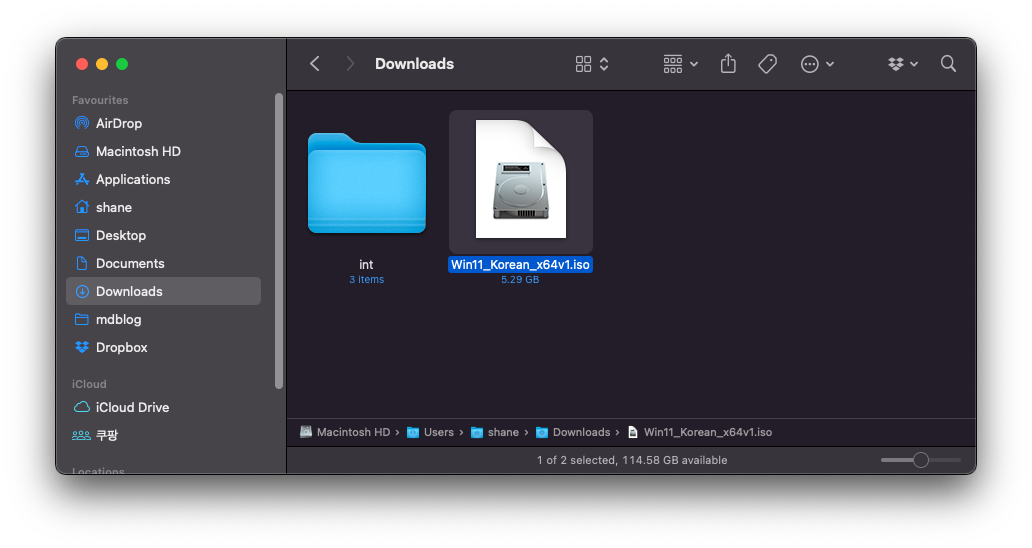 Downloads
Favourites
AirDrop
Macintosh HD
Applications
shane
Desktop
Documents
Downloads
mdblog
Dropbox
iCloud
iCloud Drive
쿠팡
Locations
int
3 items
Win11_Korean_x64v1.iso
5.29 GB
Macintosh HD › Users › shane › Downloads › Win11_Korean_x64v1.iso
1 of 2 selected, 114.58 GB available